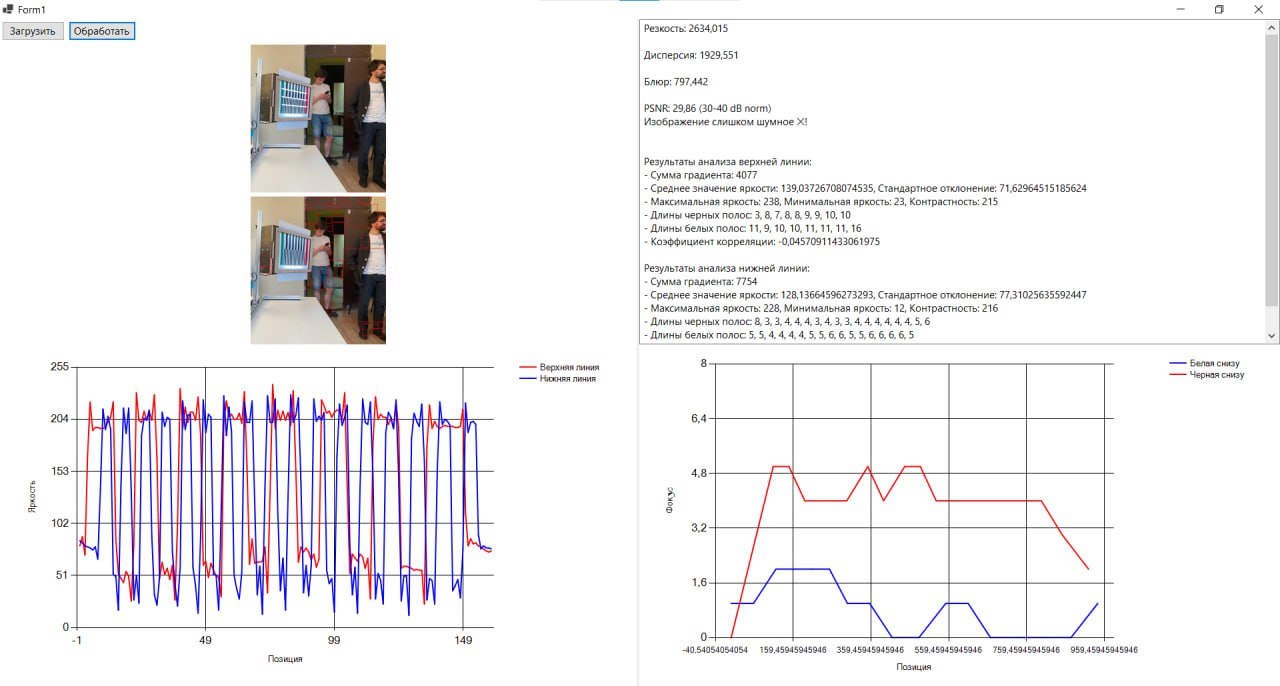 Form1
Загрузить Обработать
Резкость: 2634,015
Дисперсия: 1929,551
Блюр: 797,442
PSNR: 29,86 (30-40 dB norm)
Изображение слишком шумное ✕!
Результаты анализа верхней линии:
- Сумма градиента: 4077
- Среднее значение яркости: 139,03726708074535, Стандартное отклонение: 71,62964515185624
- Максимальная яркость: 238, Минимальная яркость: 23, Контрастность: 215
- Длины черных полос: 3, 8, 7, 8, 8, 9, 9, 10, 10
- Длины белых полос: 11, 9, 10, 10, 11, 11, 11, 16
- Коэффициент корреляции: -0,04570911433061975
Результаты анализа нижней линии:
- Сумма градиента: 7754
- Среднее значение яркости: 128,13664596273293, Стандартное отклонение: 77,31025635592447
- Максимальная яркость: 228, Минимальная яркость: 12, Контрастность: 216
- Длины черных полос: 8, 3, 3, 4, 4, 4, 3, 4, 3, 3, 4, 4, 4, 4, 4, 4, 5, 6
- Длины белых полос: 5, 5, 4, 4, 4, 4, 5, 5, 6, 6, 5, 5, 6, 6, 6, 6, 5
255
204
153
102
51
0
-1 49 99 149
Яркость
Позиция
Верхняя линия
Нижняя линия
8
6,4
4,8
3,2
1,6
0
-40,54054054054 159,45945945946 359,45945945946 559,45945945946 759,45945945946 959,45945945946
Фокус
Позиция
Белая снизу
Черная снизу